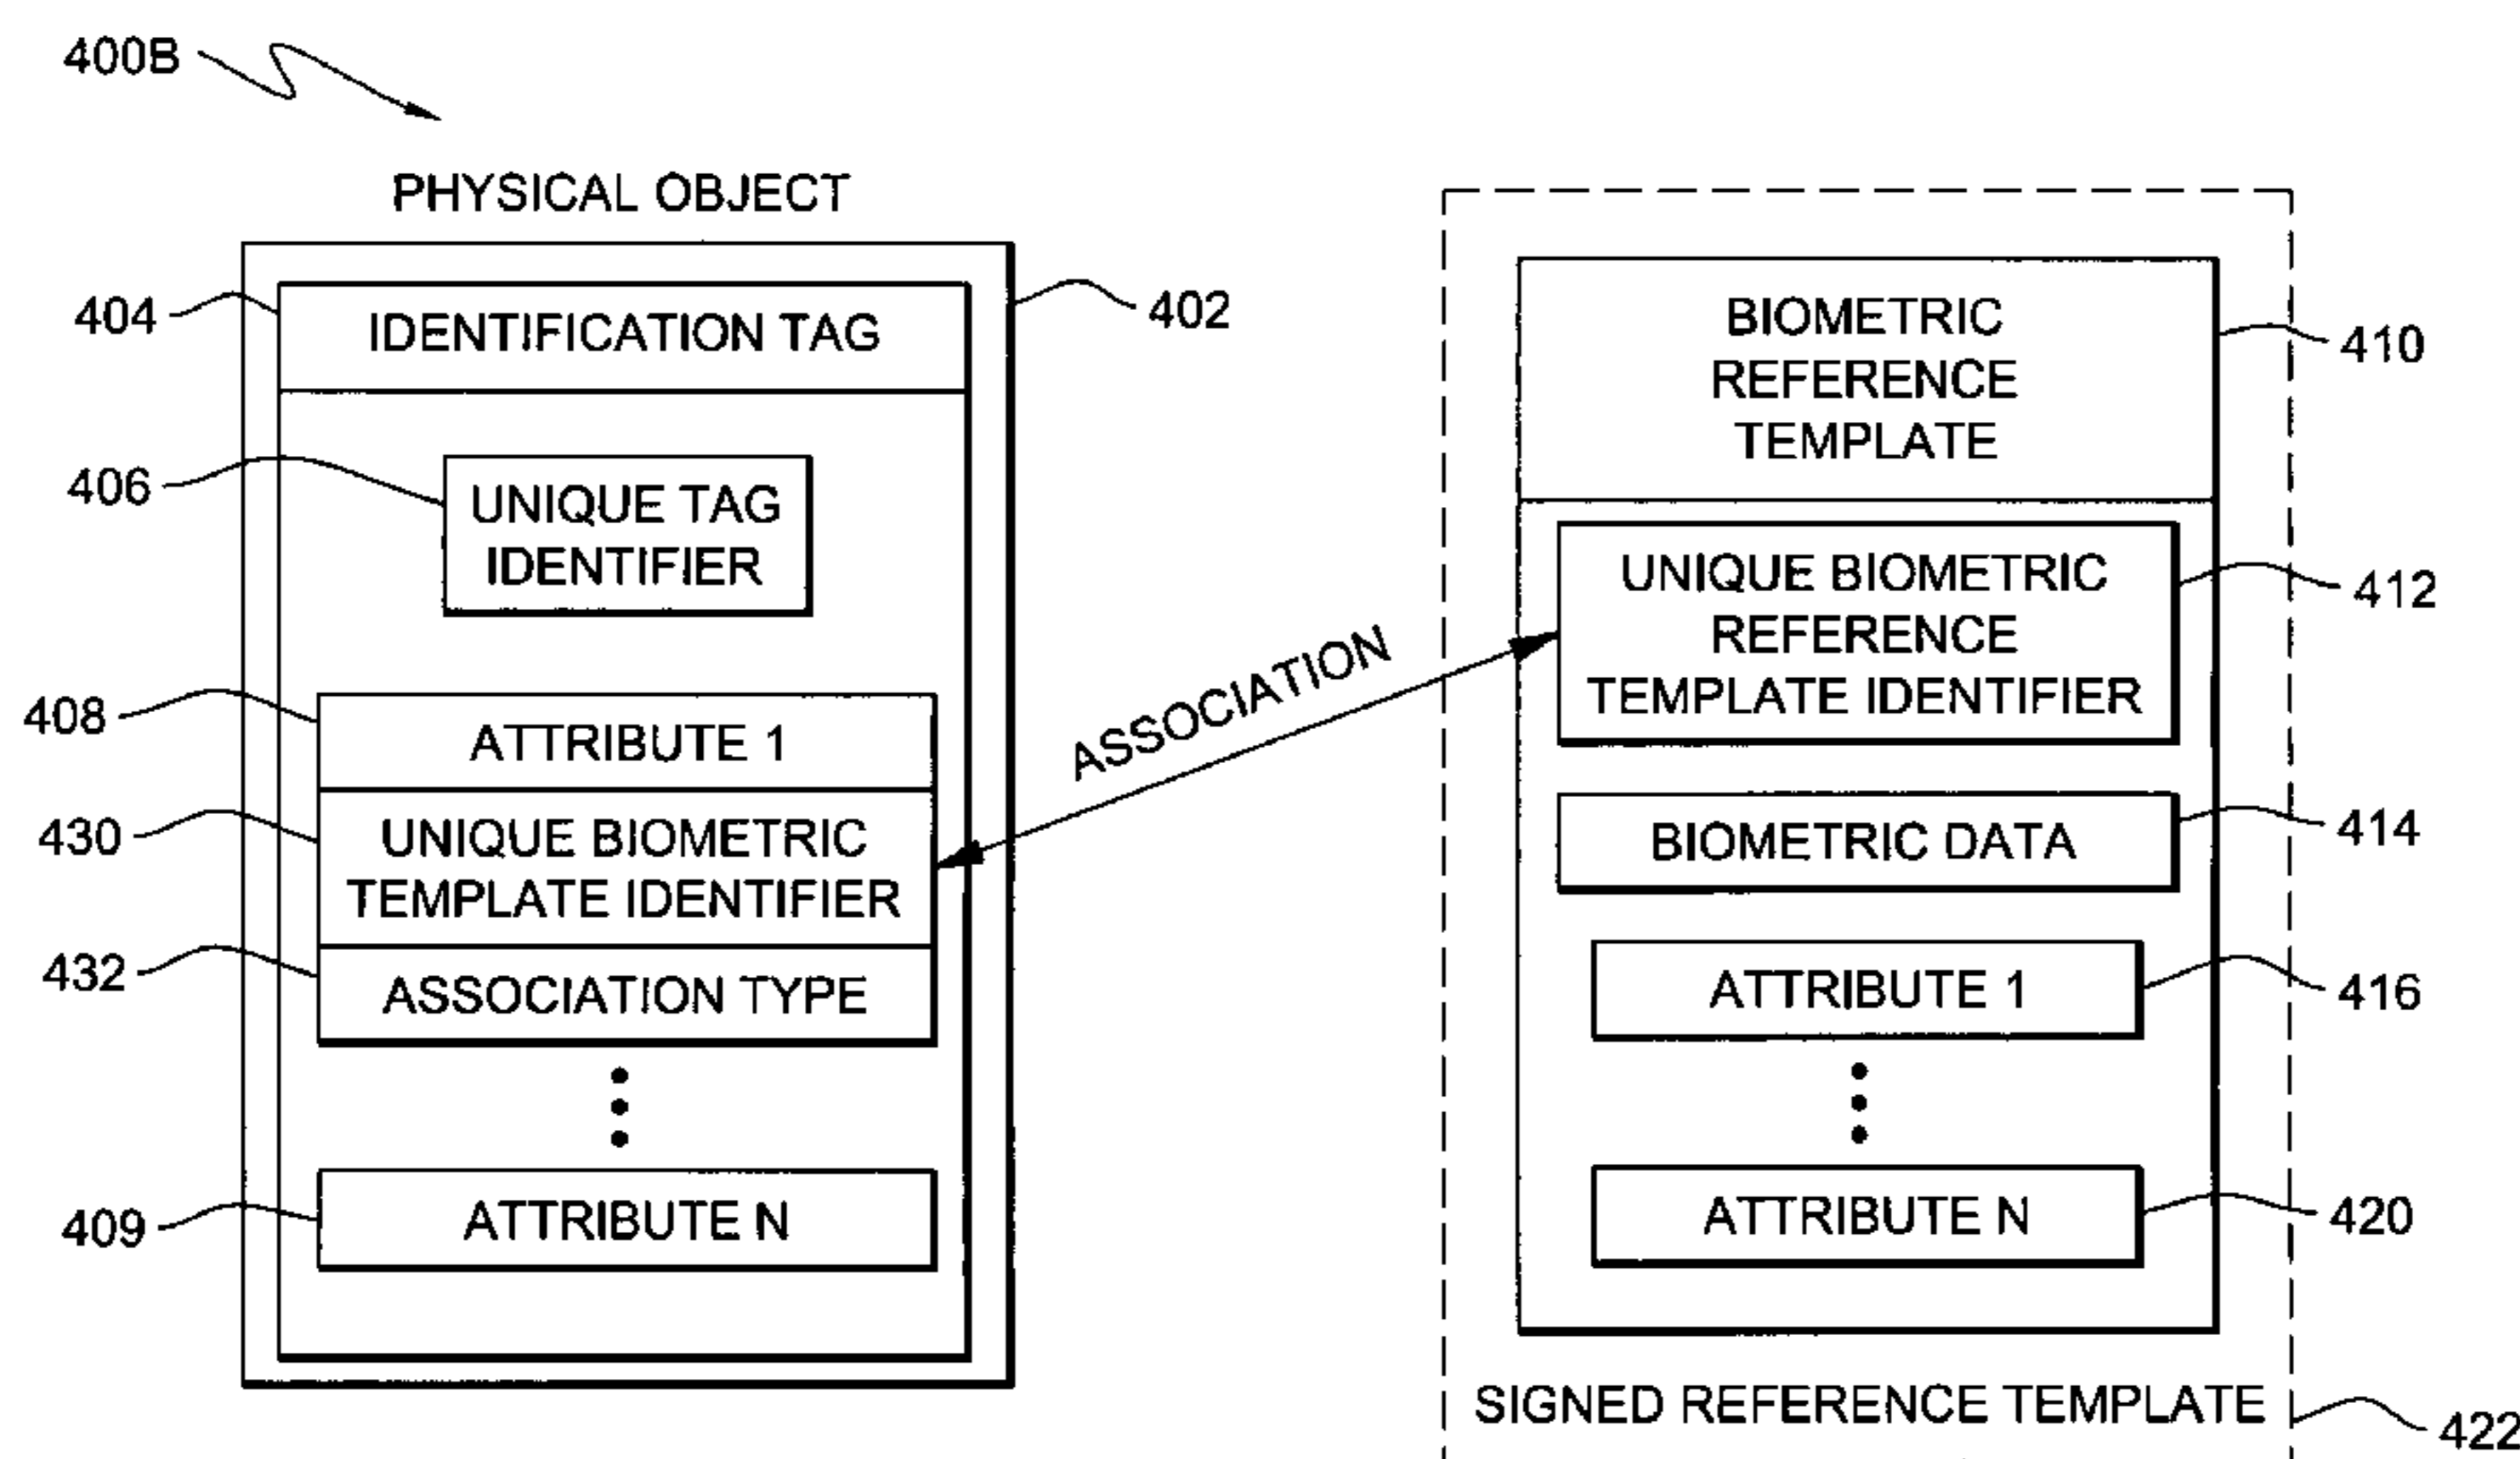 400B
PHYSICAL OBJECT
404
IDENTIFICATION TAG
402
406
UNIQUE TAG
IDENTIFIER
408
ATTRIBUTE 1
430
UNIQUE BIOMETRIC
TEMPLATE IDENTIFIER
432
ASSOCIATION TYPE
409
ATTRIBUTE N
ASSOCIATION
BIOMETRIC
REFERENCE
TEMPLATE
410
UNIQUE BIOMETRIC
REFERENCE
TEMPLATE IDENTIFIER
412
BIOMETRIC DATA
414
ATTRIBUTE 1
416
ATTRIBUTE N
420
SIGNED REFERENCE TEMPLATE
422